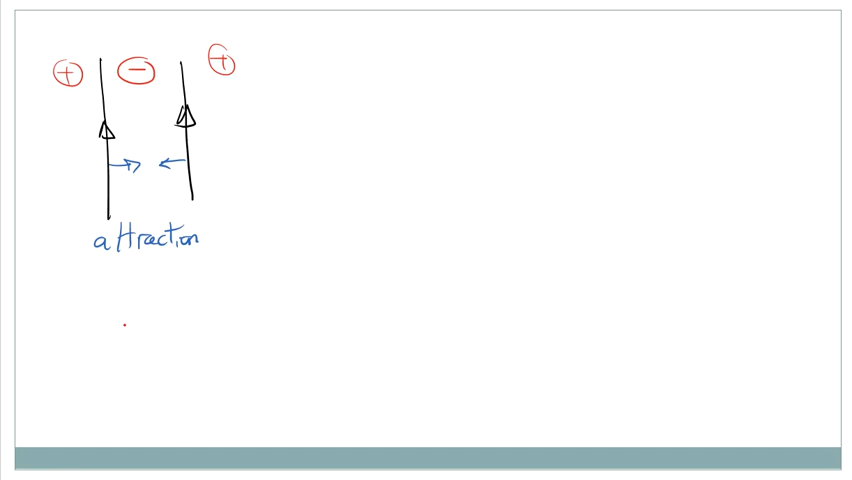 + − +
attraction